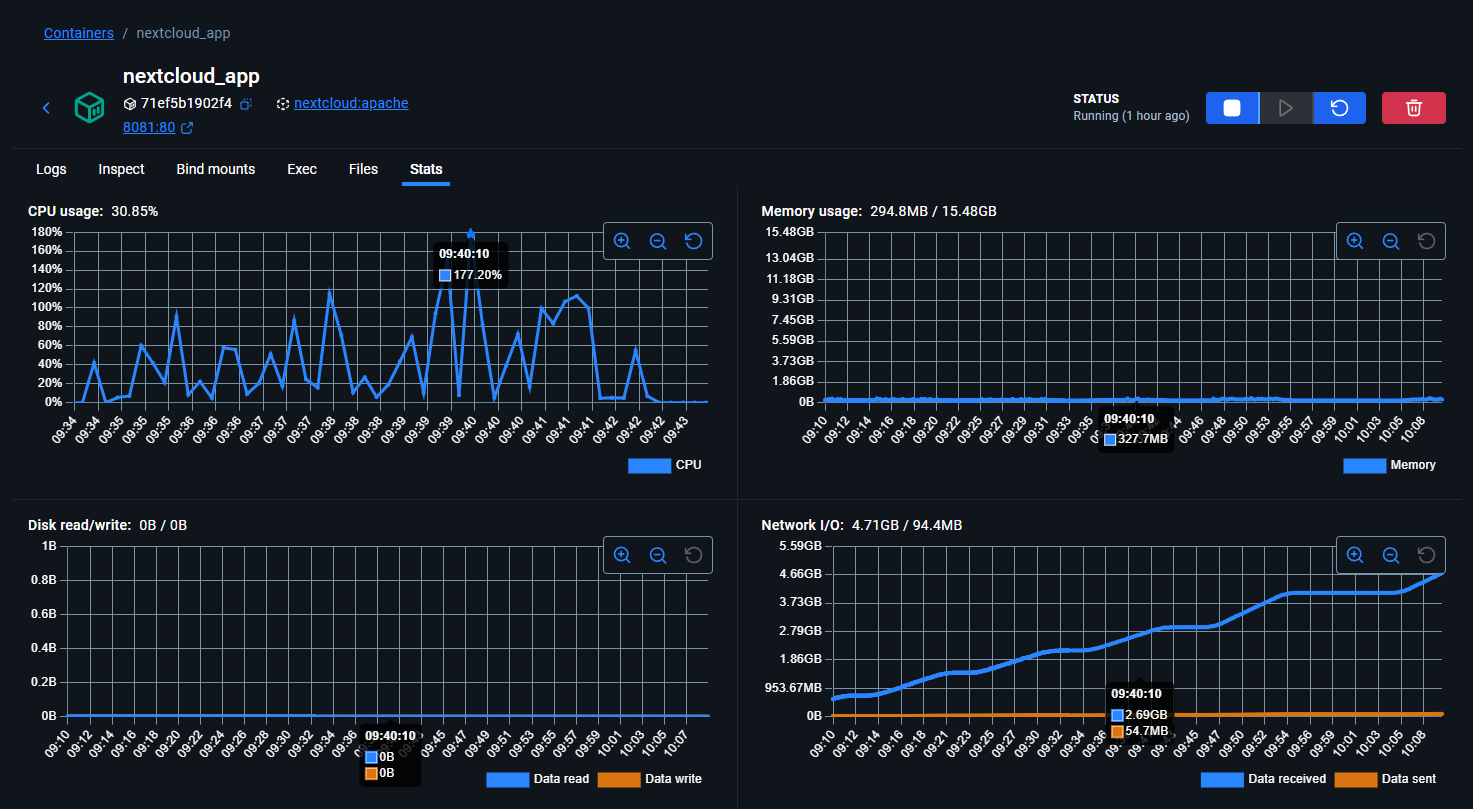 Containers / nextcloud_app
nextcloud_app
71ef5b1902f4 nextcloud:apache
8081:80
STATUS
Running (1 hour ago)
Logs Inspect Bind mounts Exec Files Stats
CPU usage: 30.85%
180%
160%
140%
120%
100%
80%
60%
40%
20%
0%
09:40:10
177.20%
09:34 09:34 09:35 09:35 09:35 09:36 09:36 09:36 09:37 09:37 09:37 09:38 09:38 09:38 09:39 09:39 09:39 09:40 09:40 09:40 09:41 09:41 09:41 09:42 09:42 09:42 09:43
CPU
Memory usage: 294.8MB / 15.48GB
15.48GB
13.04GB
11.18GB
9.31GB
7.45GB
5.59GB
3.73GB
1.86GB
0B
09:40:10
327.7MB
09:10 09:12 09:14 09:16 09:18 09:20 09:22 09:25 09:27 09:29 09:31 09:33 09:35 09:46 09:48 09:50 09:53 09:55 09:57 09:59 10:01 10:03 10:05 10:08
Memory
Disk read/write: 0B / 0B
1B
0.8B
0.6B
0.4B
0.2B
0B
09:40:10
0B
0B
09:10 09:12 09:14 09:16 09:18 09:20 09:22 09:24 09:26 09:28 09:30 09:32 09:34 09:36 09:45 09:47 09:49 09:51 09:53 09:55 09:57 09:59 10:01 10:03 10:05 10:07
Data read Data write
Network I/O: 4.71GB / 94.4MB
5.59GB
4.66GB
3.73GB
2.79GB
1.86GB
953.67MB
0B
09:40:10
2.69GB
54.7MB
09:10 09:12 09:14 09:16 09:18 09:21 09:23 09:25 09:27 09:30 09:32 09:34 09:36 09:45 09:47 09:50 09:52 09:54 09:56 09:59 10:01 10:03 10:05 10:08
Data received Data sent